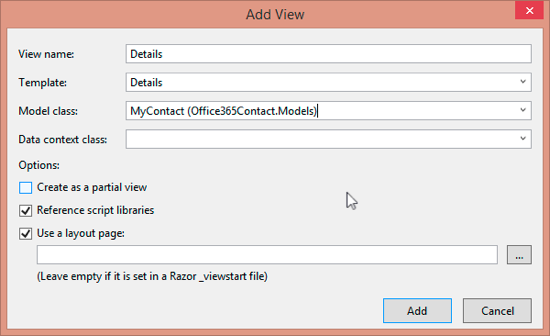 Add View
View name: Details
Template: Details
Model class: MyContact (Office365Contact.Models)
Data context class:
Options:
Create as a partial view
Reference script libraries
Use a layout page:
...
(Leave empty if it is set in a Razor _viewstart file)
Add Cancel